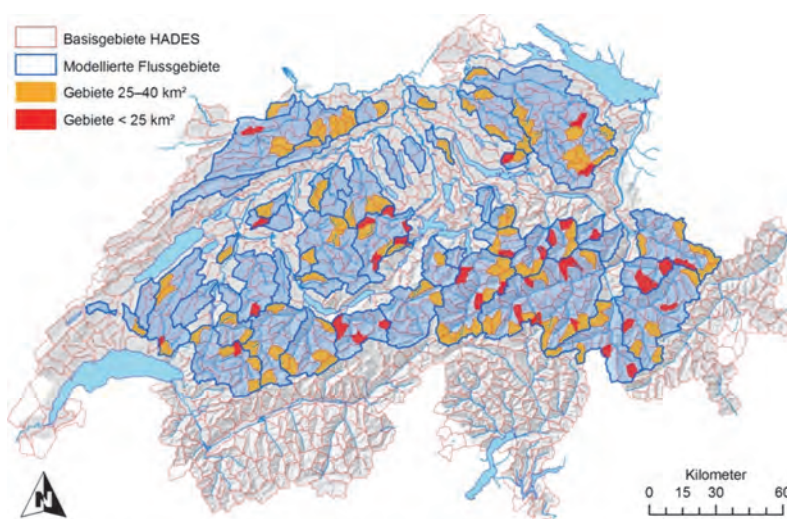 Basisgebiete HADES
Modellierte Flussgebiete
Gebiete 25–40 km²
Gebiete < 25 km²
N
Kilometer
0 15 30 60